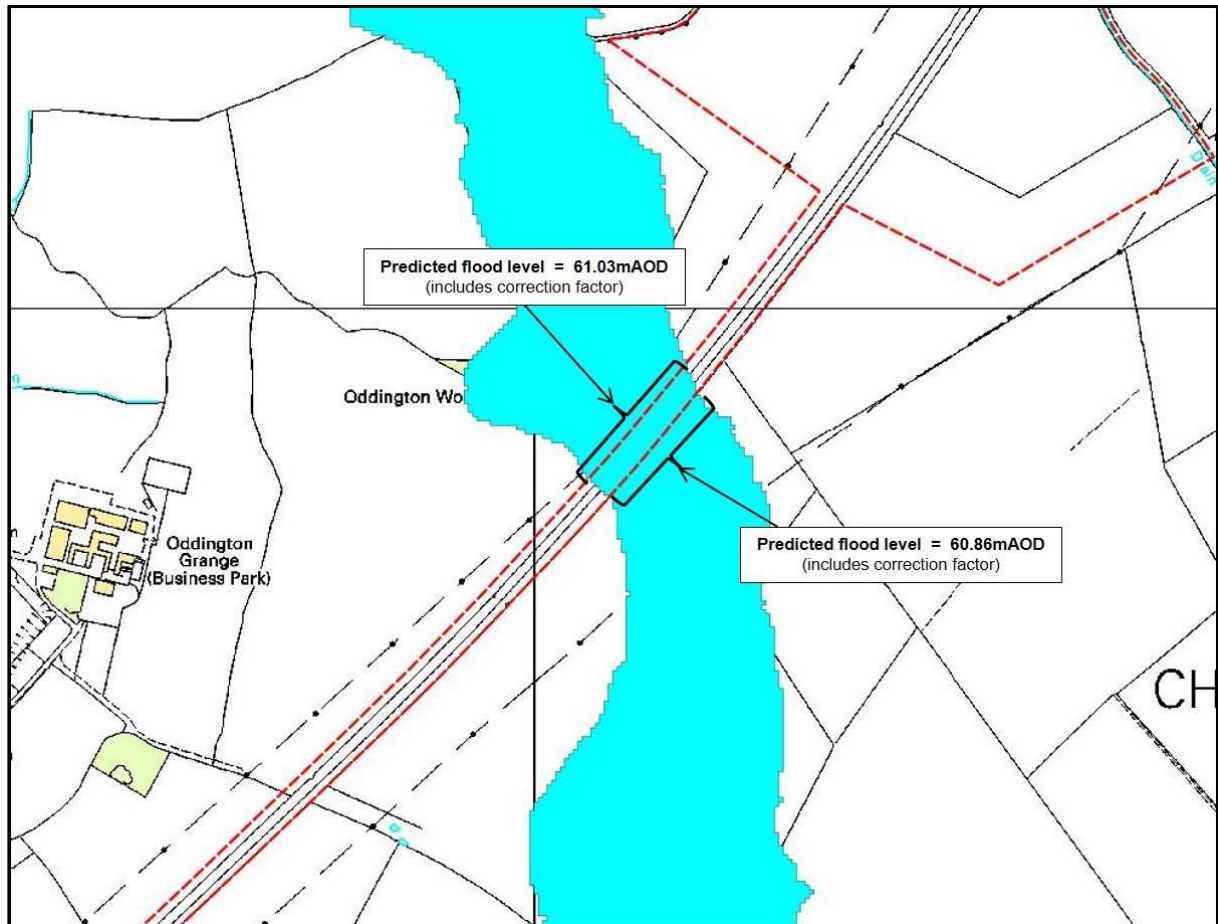 Drain
Predicted flood level = 61.03mAOD
(includes correction factor)
Oddington Wo
Predicted flood level = 60.86mAOD
(includes correction factor)
Oddington
Grange
(Business Park)
CH